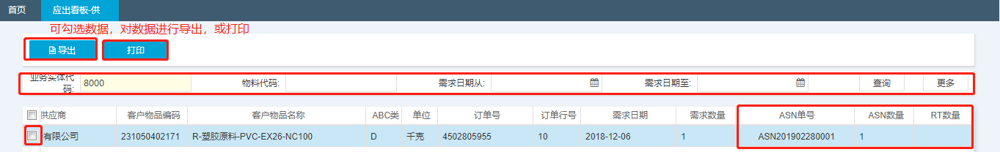 首页 应出看板-供
可勾选数据，对数据进行导出，或打印
导出 打印
业务实体代码: 8000 物料代码: 需求日期从: 需求日期至: 查询 更多
供应商 客户物品编码 客户物品名称 ABC类 单位 订单号 订单行号 需求日期 需求数量 ASN单号 ASN数量 RT数量
有限公司 231050402171 R-塑胶原料-PVC-EX26-NC100 D 千克 4502805955 10 2018-12-06 1 ASN201902280001 1